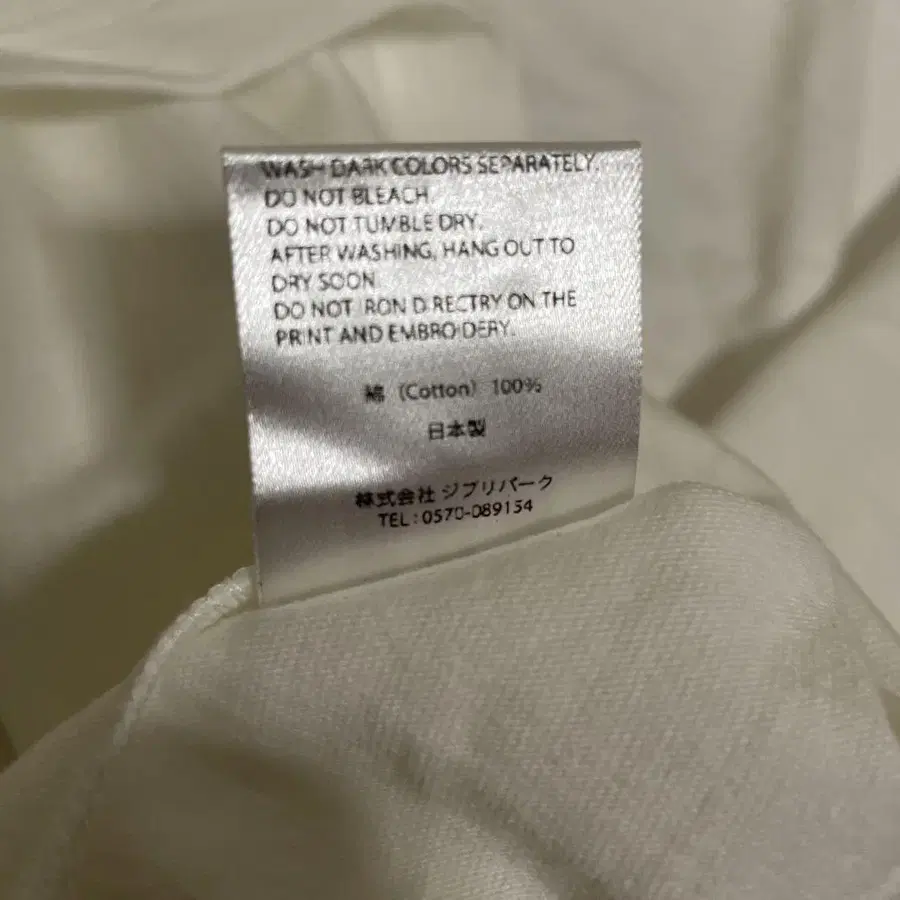 WASH DARK COLORS SEPARATELY.
DO NOT BLEACH.
DO NOT TUMBLE DRY.
AFTER WASHING, HANG OUT TO
DRY SOON.
DO NOT IRON DIRECTRY ON THE
PRINT AND EMBROIDERY.
綿 (Cotton) 100%
日本製
株式会社 ジブリパーク
TEL : 0570-089154